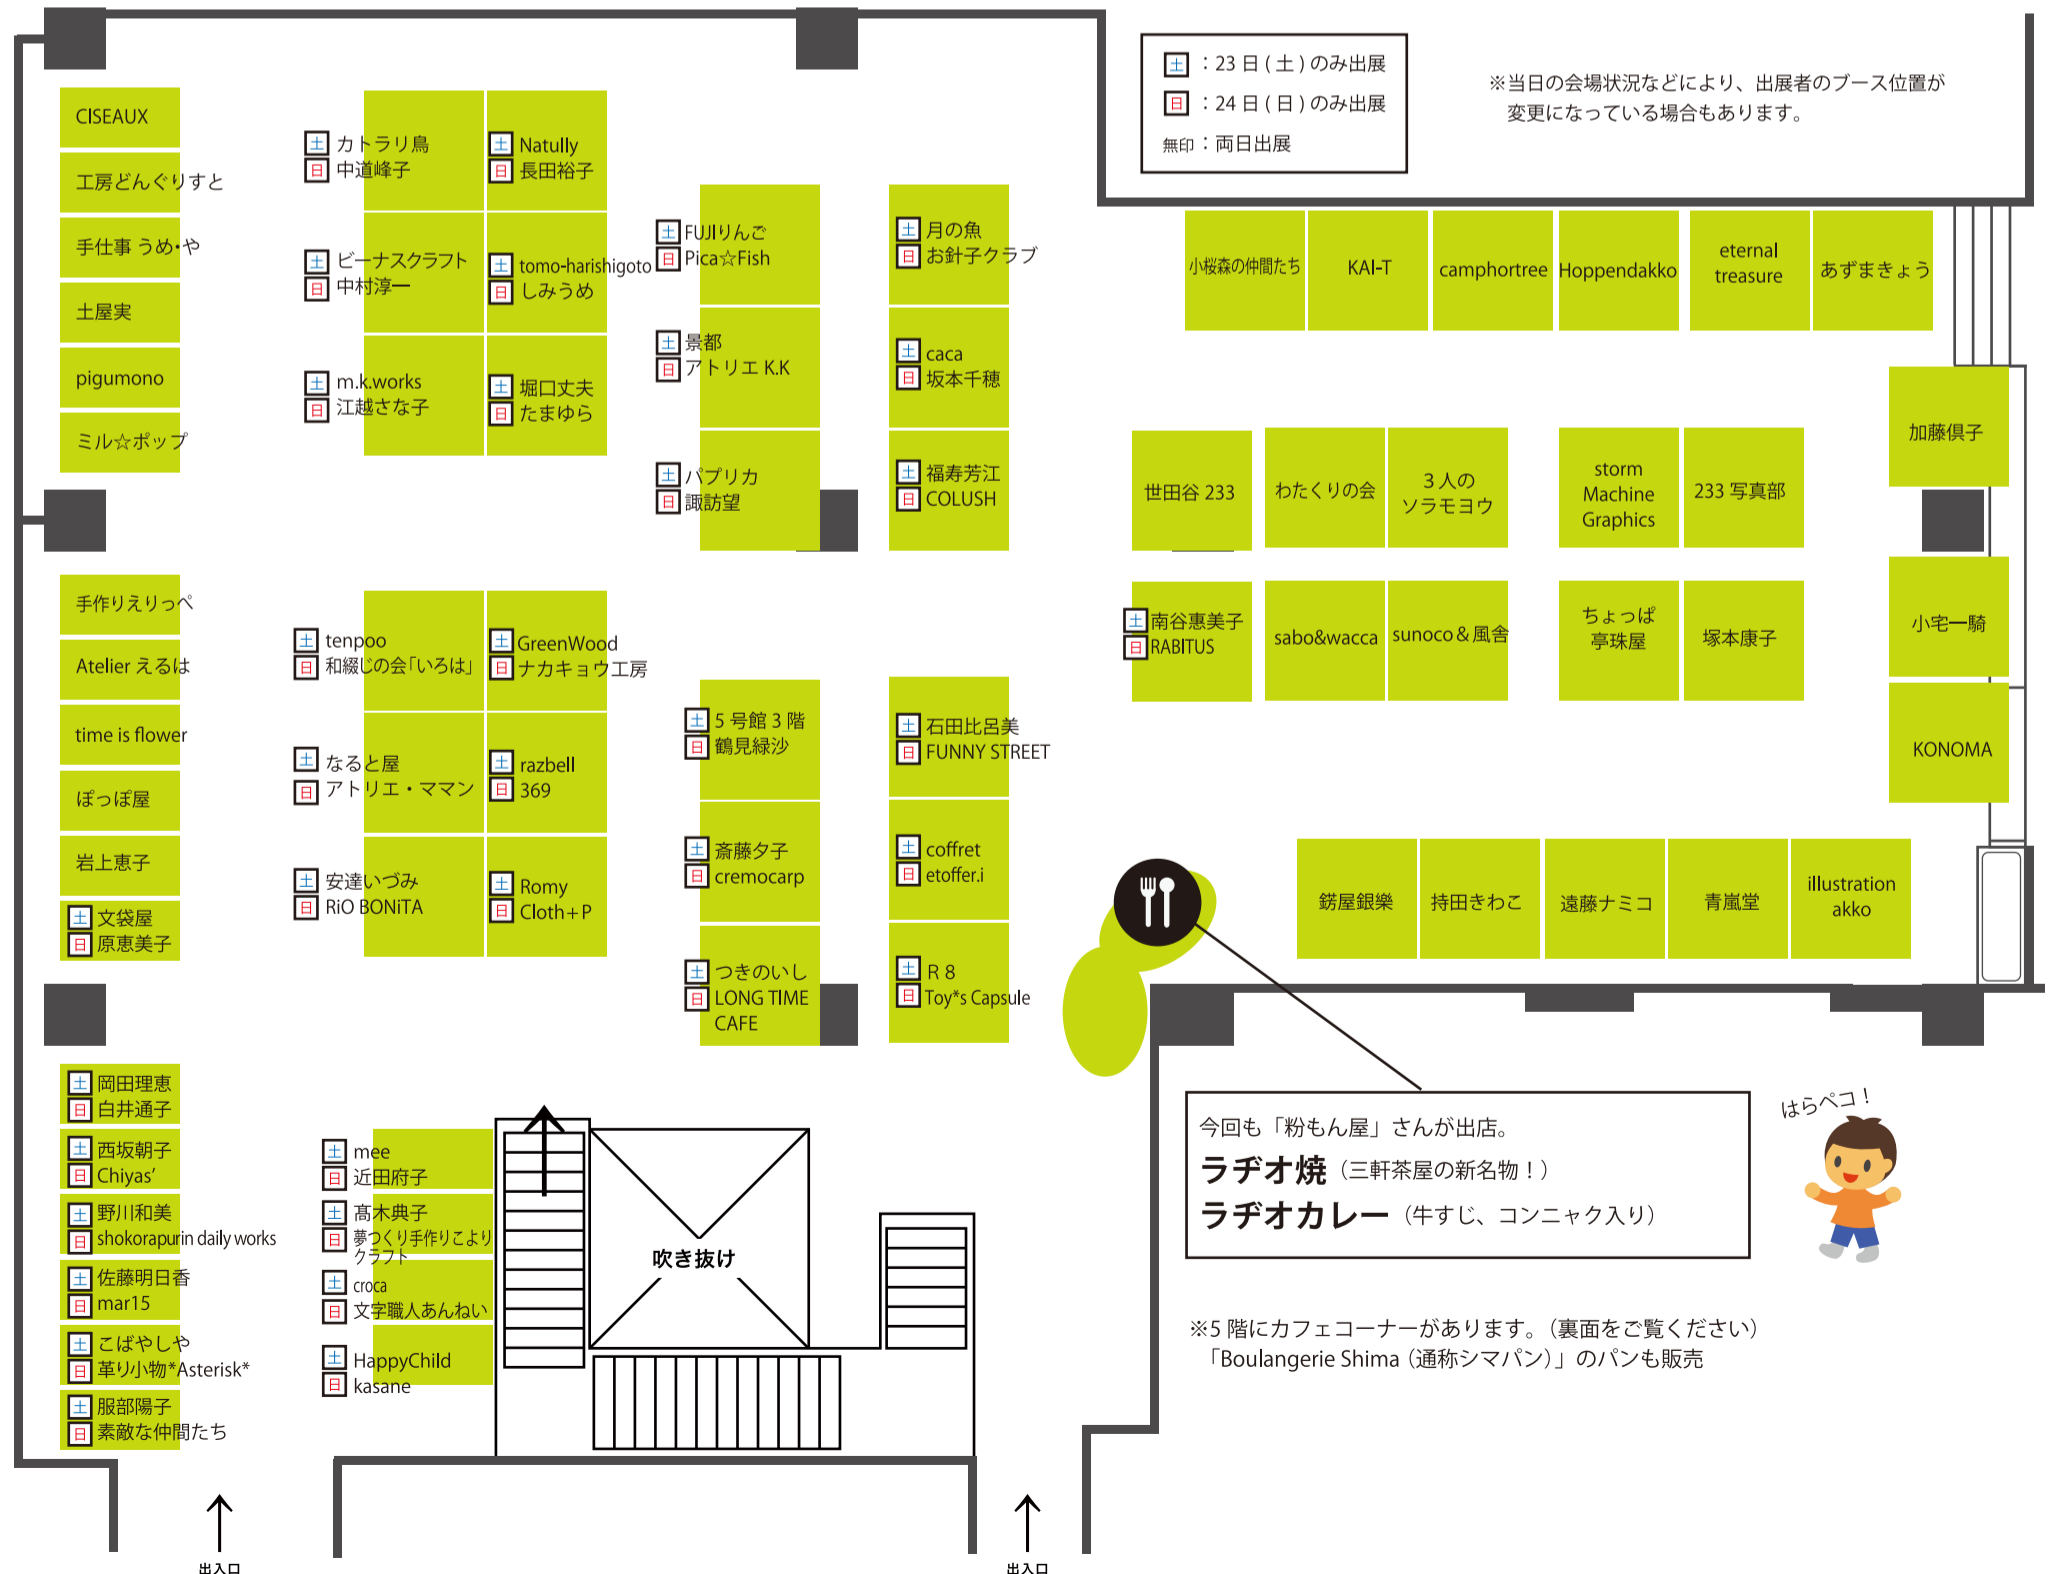 土 ：23 日 ( 土 ) のみ出展
日 ：24 日 ( 日 ) のみ出展
無印：両日出展
※当日の会場状況などにより、出展者のブース位置が
変更になっている場合もあります。
CISEAUX
工房どんぐりすと
手仕事 うめ・や
土屋実
pigumono
ミル☆ポップ
土 カトラリ鳥
日 中道峰子
土 Natully
日 長田裕子
土 ビーナスクラフト
日 中村淳一
土 tomo-harishigoto
日 しみうめ
土 m.k.works
日 江越さな子
土 堀口丈夫
日 たまゆら
土 FUJIりんご
日 Pica☆Fish
土 景都
日 アトリエ K.K
土 パプリカ
日 諏訪望
土 月の魚
日 お針子クラブ
土 caca
日 坂本千穂
土 福寿芳江
日 COLUSH
小桜森の仲間たち
KAI-T
camphortree
Hoppendakko
eternal
treasure
あずまきょう
加藤倶子
世田谷 233
わたくりの会
３人の
ソラモヨウ
storm
Machine
Graphics
233 写真部
土 南谷恵美子
日 RABITUS
sabo&wacca
sunoco＆風舎
ちょっぱ
亭珠屋
塚本康子
小宅一騎
KONOMA
手作りえりっぺ
Atelier えるは
time is flower
ぽっぽ屋
岩上恵子
土 文袋屋
日 原恵美子
土 tenpoo
日 和綴じの会「いろは」
土 GreenWood
日 ナカキョウ工房
土 なると屋
日 アトリエ・ママン
土 razbell
日 369
土 安達いづみ
日 RiO BONiTA
土 Romy
日 Cloth+P
土 5 号館 3 階
日 鶴見緑沙
土 斎藤夕子
日 cremocarp
土 つきのいし
日 LONG TIME
CAFE
土 石田比呂美
日 FUNNY STREET
土 coffret
日 etoffer.i
土 R 8
日 Toy*s Capsule
錺屋銀樂
持田きわこ
遠藤ナミコ
青嵐堂
illustration
akko
土 岡田理恵
日 白井通子
土 西坂朝子
日 Chiyas’
土 野川和美
日 shokorapurin daily works
土 佐藤明日香
日 mar15
土 こばやしや
日 革り小物*Asterisk*
土 服部陽子
日 素敵な仲間たち
土 mee
日 近田府子
土 髙木典子
日 夢つくり手作りこより
クラフト
土 croca
日 文字職人あんねい
土 HappyChild
日 kasane
吹き抜け
今回も「粉もん屋」さんが出店。
ラヂオ焼（三軒茶屋の新名物！）
ラヂオカレー（牛すじ、コンニャク入り）
はらペコ！
※5 階にカフェコーナーがあります。（裏面をご覧ください）
「Boulangerie Shima（通称シマパン）」のパンも販売
出入口
出入口